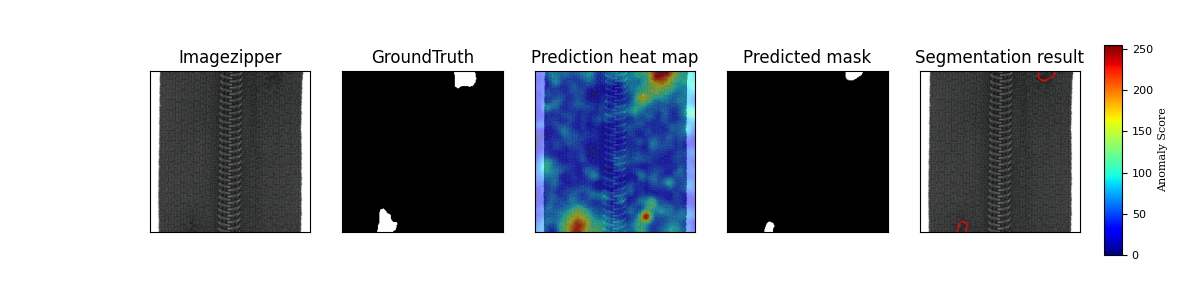 Imagezipper
GroundTruth
Prediction heat map
Predicted mask
Segmentation result
250
200
150
100
50
0
Anomaly Score